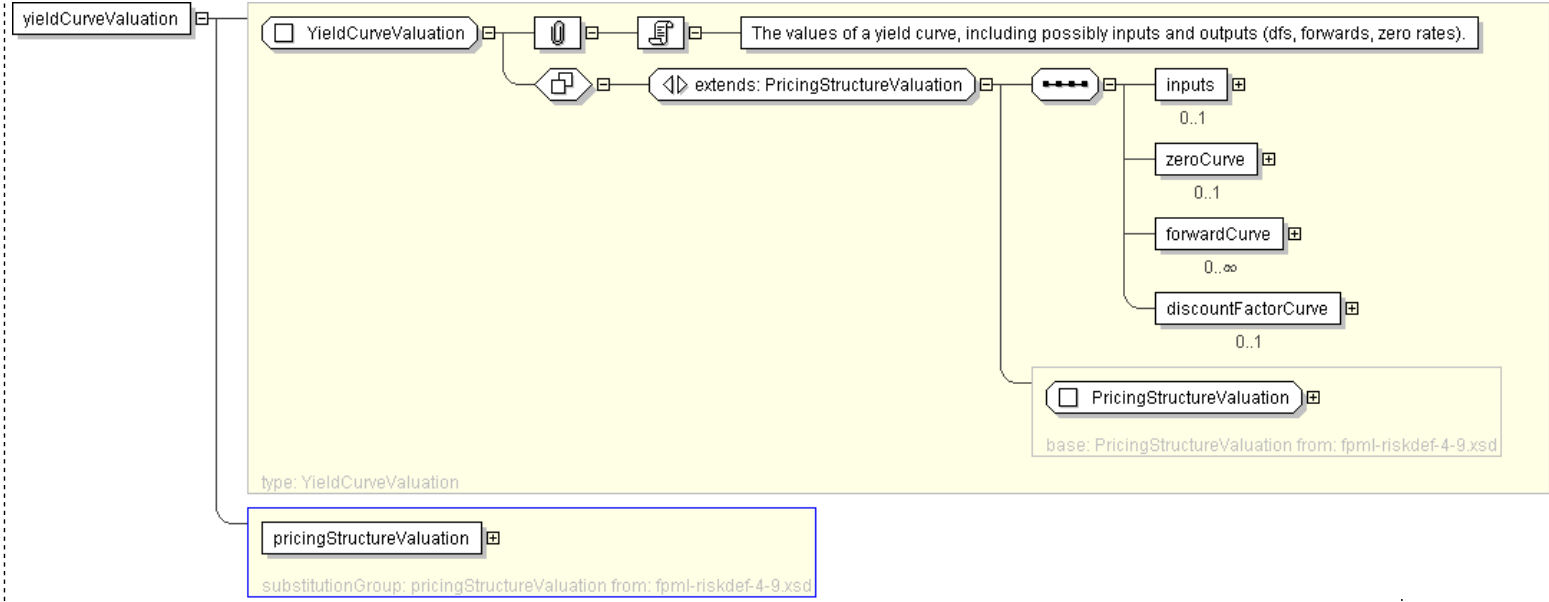 yieldCurveValuation
YieldCurveValuation
The values of a yield curve, including possibly inputs and outputs (dfs, forwards, zero rates).
extends: PricingStructureValuation
inputs
0..1
zeroCurve
0..1
forwardCurve
0..∞
discountFactorCurve
0..1
PricingStructureValuation
base: PricingStructureValuation from: fpml-riskdef-4-9.xsd
type: YieldCurveValuation
pricingStructureValuation
substitutionGroup: pricingStructureValuation from: fpml-riskdef-4-9.xsd